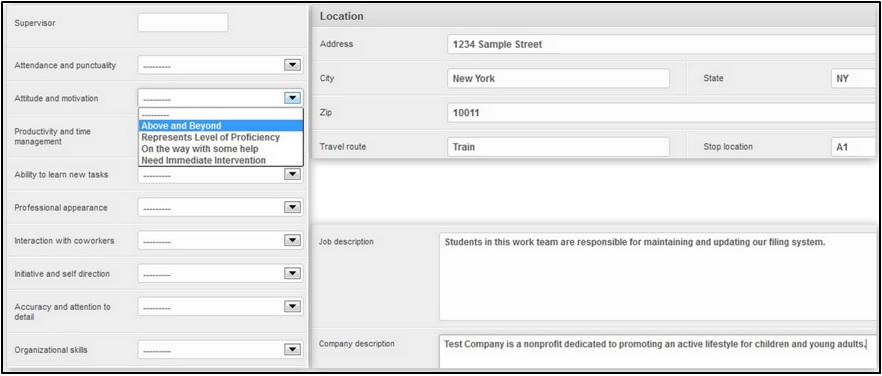 Supervisor
Attendance and punctuality
---------
Attitude and motivation
---------
---------
Above and Beyond
Represents Level of Proficiency
On the way with some help
Need Immediate Intervention
Productivity and time
management
Ability to learn new tasks
---------
Professional appearance
---------
Interaction with coworkers
---------
Initiative and self direction
---------
Accuracy and attention to
detail
---------
Organizational skills
---------
Location
Address
1234 Sample Street
City
New York
State
NY
Zip
10011
Travel route
Train
Stop location
A1
Job description
Students in this work team are responsible for maintaining and updating our filing system.
Company description
Test Company is a nonprofit dedicated to promoting an active lifestyle for children and young adults.